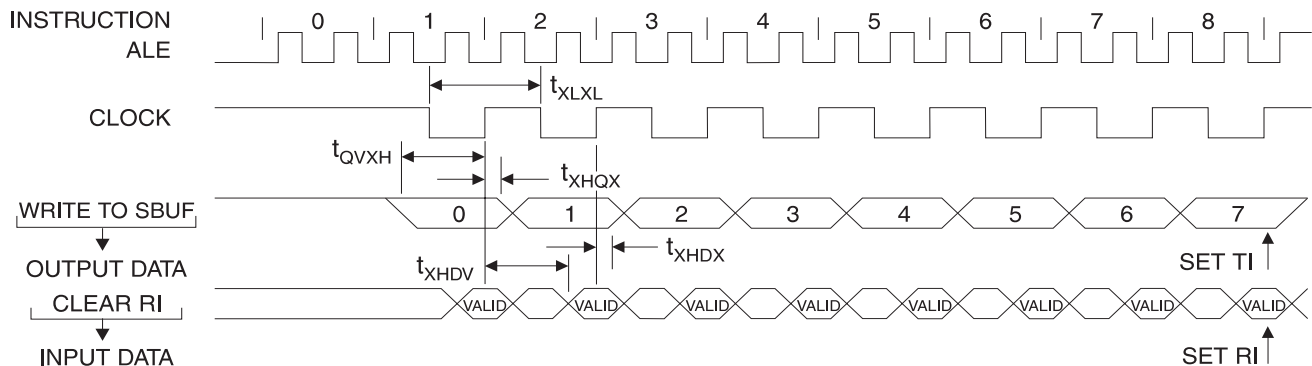 INSTRUCTION 0 1 2 3 4 5 6 7 8
ALE
tXLXL
CLOCK
tQVXH
tXHQX
WRITE TO SBUF 0 1 2 3 4 5 6 7
tXHDX
OUTPUT DATA SET TI
tXHDV
CLEAR RI VALID VALID VALID VALID VALID VALID VALID VALID
INPUT DATA SET RI